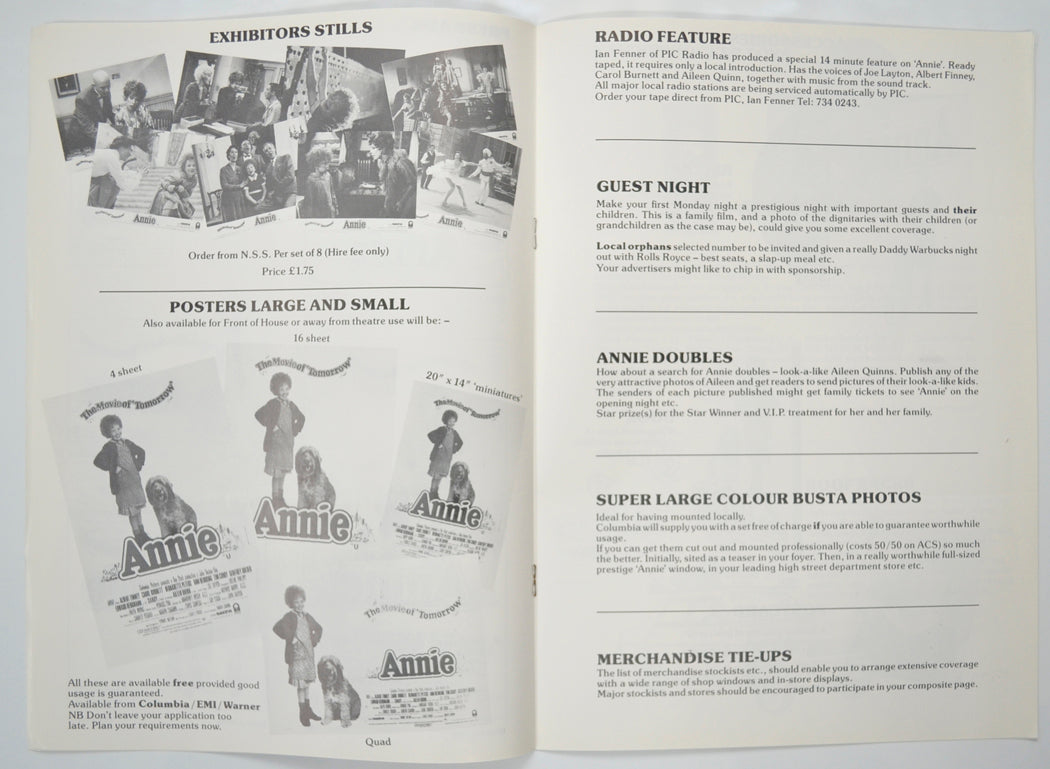 EXHIBITORS STILLS
Annie
Annie
Annie
Annie
Order from N.S.S. Per set of 8 (Hire fee only)
Price £1.75
POSTERS LARGE AND SMALL
Also available for Front of House or away from theatre use will be: –
16 sheet
4 sheet
20" x 14" 'miniatures'
The Movie of "Tomorrow"
Annie
The Movie of "Tomorrow"
Annie
The Movie of "Tomorrow"
Annie
The Movie of "Tomorrow"
Annie
All these are available free provided good
usage is guaranteed.
Available from Columbia/EMI/Warner
NB Don't leave your application too
late. Plan your requirements now.
Quad
RADIO FEATURE
Ian Fenner of PIC Radio has produced a special 14 minute feature on 'Annie'. Ready
taped, it requires only a local introduction. Has the voices of Joe Layton, Albert Finney,
Carol Burnett and Aileen Quinn, together with music from the sound track.
All major local radio stations are being serviced automatically by PIC.
Order your tape direct from PIC, Ian Fenner Tel: 734 0243.
GUEST NIGHT
Make your first Monday night a prestigious night with important guests and their
children. This is a family film, and a photo of the dignitaries with their children (or
grandchildren as the case may be), could give you some excellent coverage.
Local orphans selected number to be invited and given a really Daddy Warbucks night
out with Rolls Royce – best seats, a slap-up meal etc.
Your advertisers might like to chip in with sponsorship.
ANNIE DOUBLES
How about a search for Annie doubles – look-a-like Aileen Quinns. Publish any of the
very attractive photos of Aileen and get readers to send pictures of their look-a-like kids.
The senders of each picture published might get family tickets to see 'Annie' on the
opening night etc.
Star prize(s) for the Star Winner and V.I.P. treatment for her and her family.
SUPER LARGE COLOUR BUSTA PHOTOS
Ideal for having mounted locally.
Columbia will supply you with a set free of charge if you are able to guarantee worthwhile
usage.
If you can get them cut out and mounted professionally (costs 50/50 on ACS) so much
the better. Initially, sited as a teaser in your foyer. Then, in a really worthwhile full-sized
prestige 'Annie' window, in your leading high street department store etc.
MERCHANDISE TIE-UPS
The list of merchandise stockists etc., should enable you to arrange extensive coverage
with a wide range of shop windows and in-store displays.
Major stockists and stores should be encouraged to participate in your composite page.